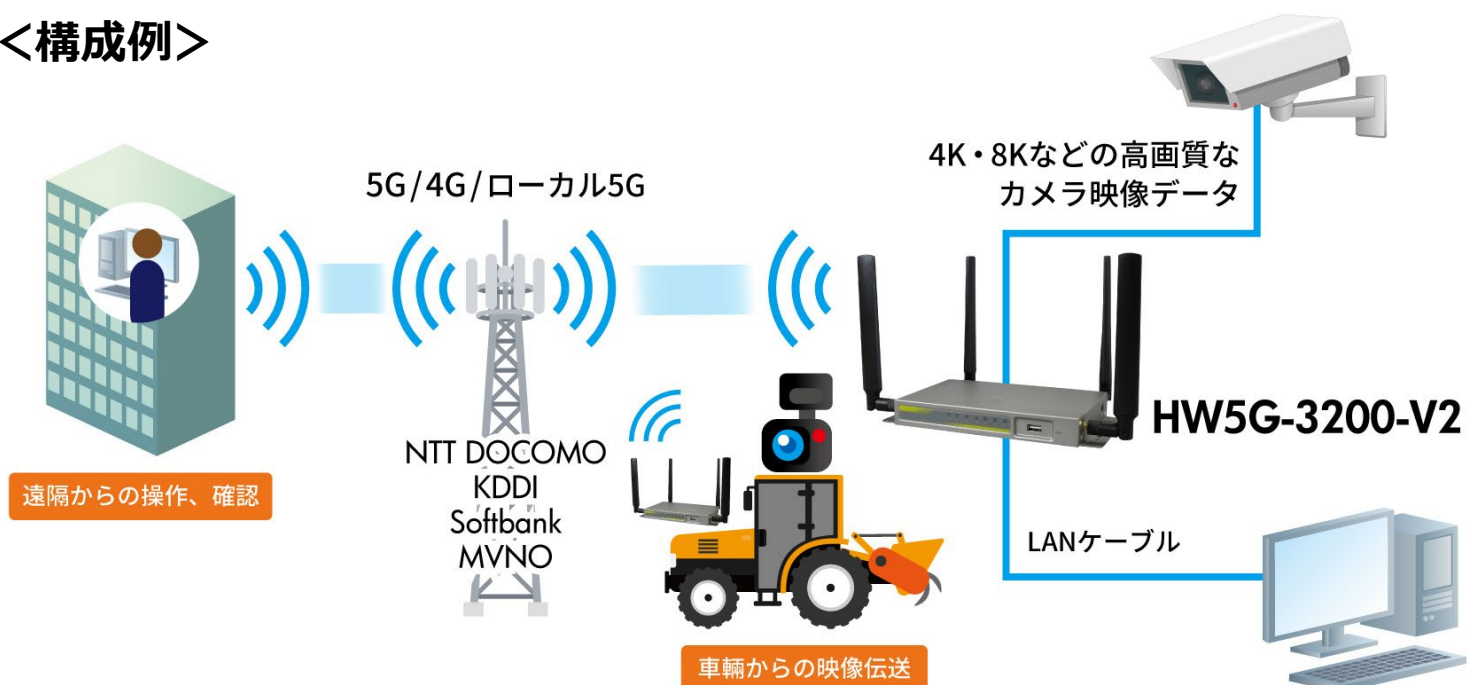 ＜構成例＞
5G/4G/ローカル5G
4K・8Kなどの高画質な
カメラ映像データ
HW5G-3200-V2
NTT DOCOMO
KDDI
Softbank
MVNO
遠隔からの操作、確認
LANケーブル
車輌からの映像伝送